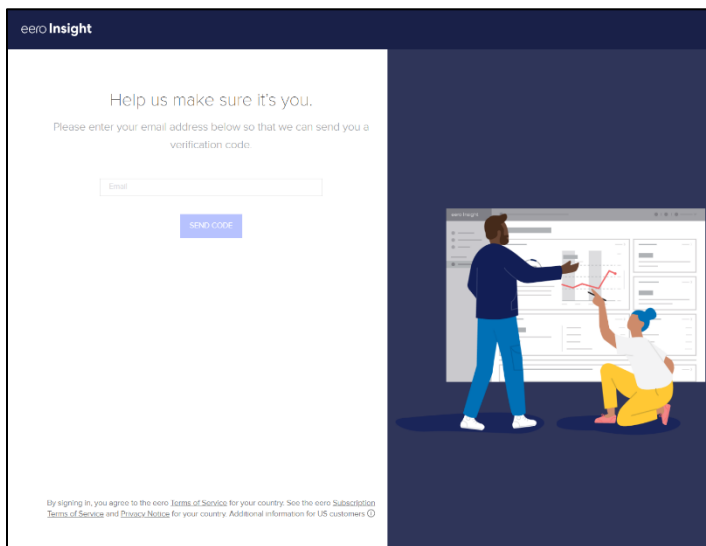 eero Insight
Help us make sure it's you.
Please enter your email address below so that we can send you a
verification code
Email
SEND CODE
eero Insight
By signing in, you agree to the eero Terms of Service for your country. See the eero Subscription
Terms of Service and Privacy Notice for your country. Additional information for US customers